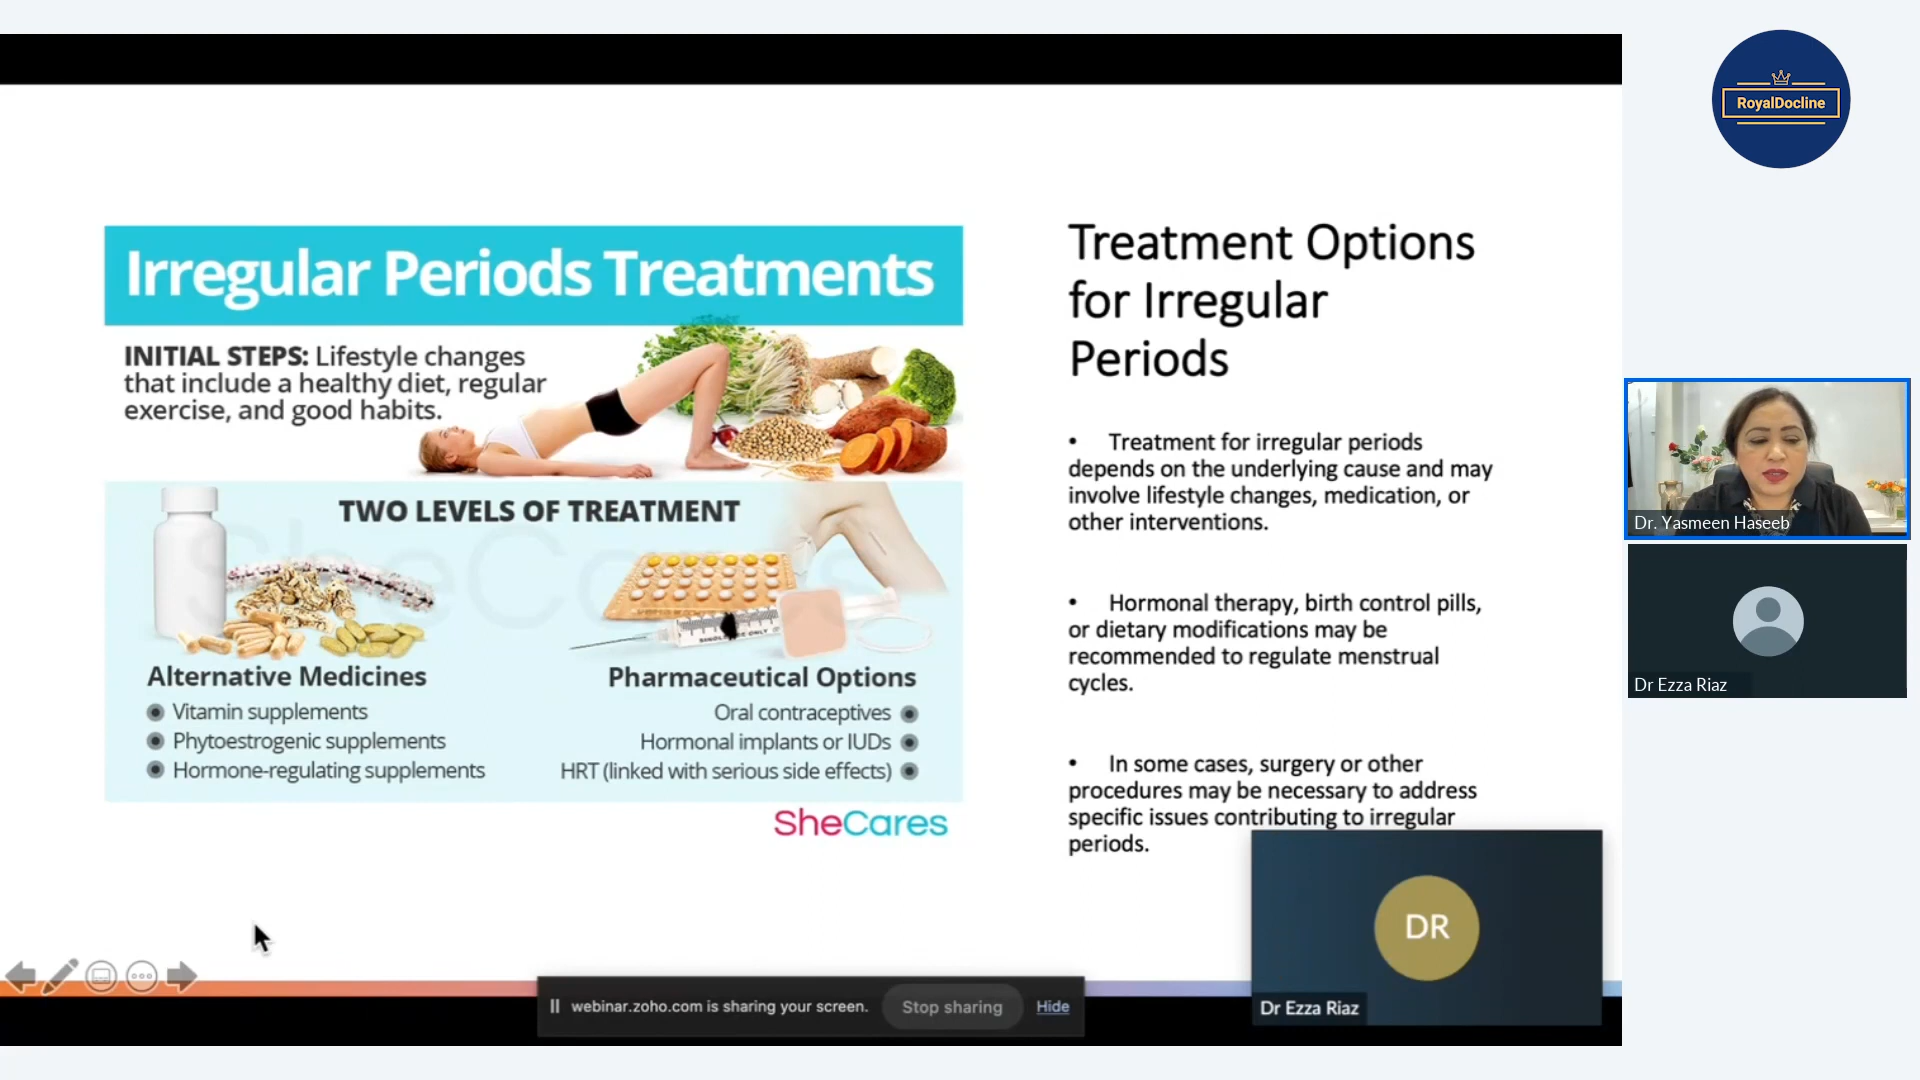 RoyalDocline
Irregular Periods Treatments
INITIAL STEPS: Lifestyle changes
that include a healthy diet, regular
exercise, and good habits.
TWO LEVELS OF TREATMENT
Alternative Medicines
Vitamin supplements
Phytoestrogenic supplements
Hormone-regulating supplements
Pharmaceutical Options
Oral contraceptives
Hormonal implants or IUDs
HRT (linked with serious side effects)
SheCares
Treatment Options
for Irregular
Periods
• Treatment for irregular periods
depends on the underlying cause and may
involve lifestyle changes, medication, or
other interventions.
• Hormonal therapy, birth control pills,
or dietary modifications may be
recommended to regulate menstrual
cycles.
• In some cases, surgery or other
procedures may be necessary to address
specific issues contributing to irregular
periods.
DR
Dr Ezza Riaz
webinar.zoho.com is sharing your screen.
Stop sharing
Hide
Dr. Yasmeen Haseeb
Dr Ezza Riaz